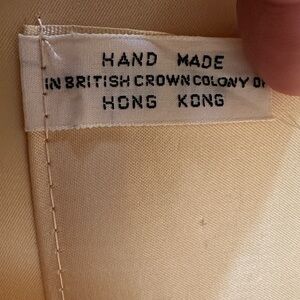 HAND MADE
IN BRITISH CROWN COLONY OF
HONG KONG